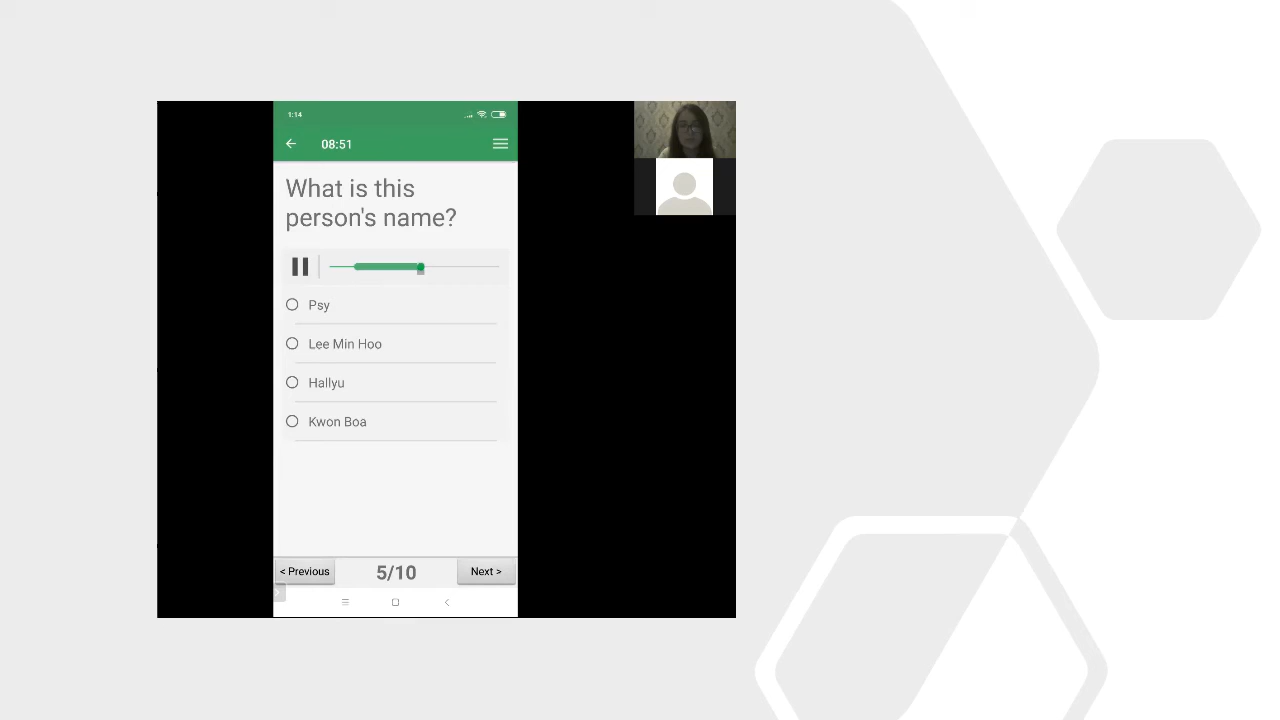 1:14
08:51
What is this
person's name?
Psy
Lee Min Hoo
Hallyu
Kwon Boa
< Previous
5/10
Next >